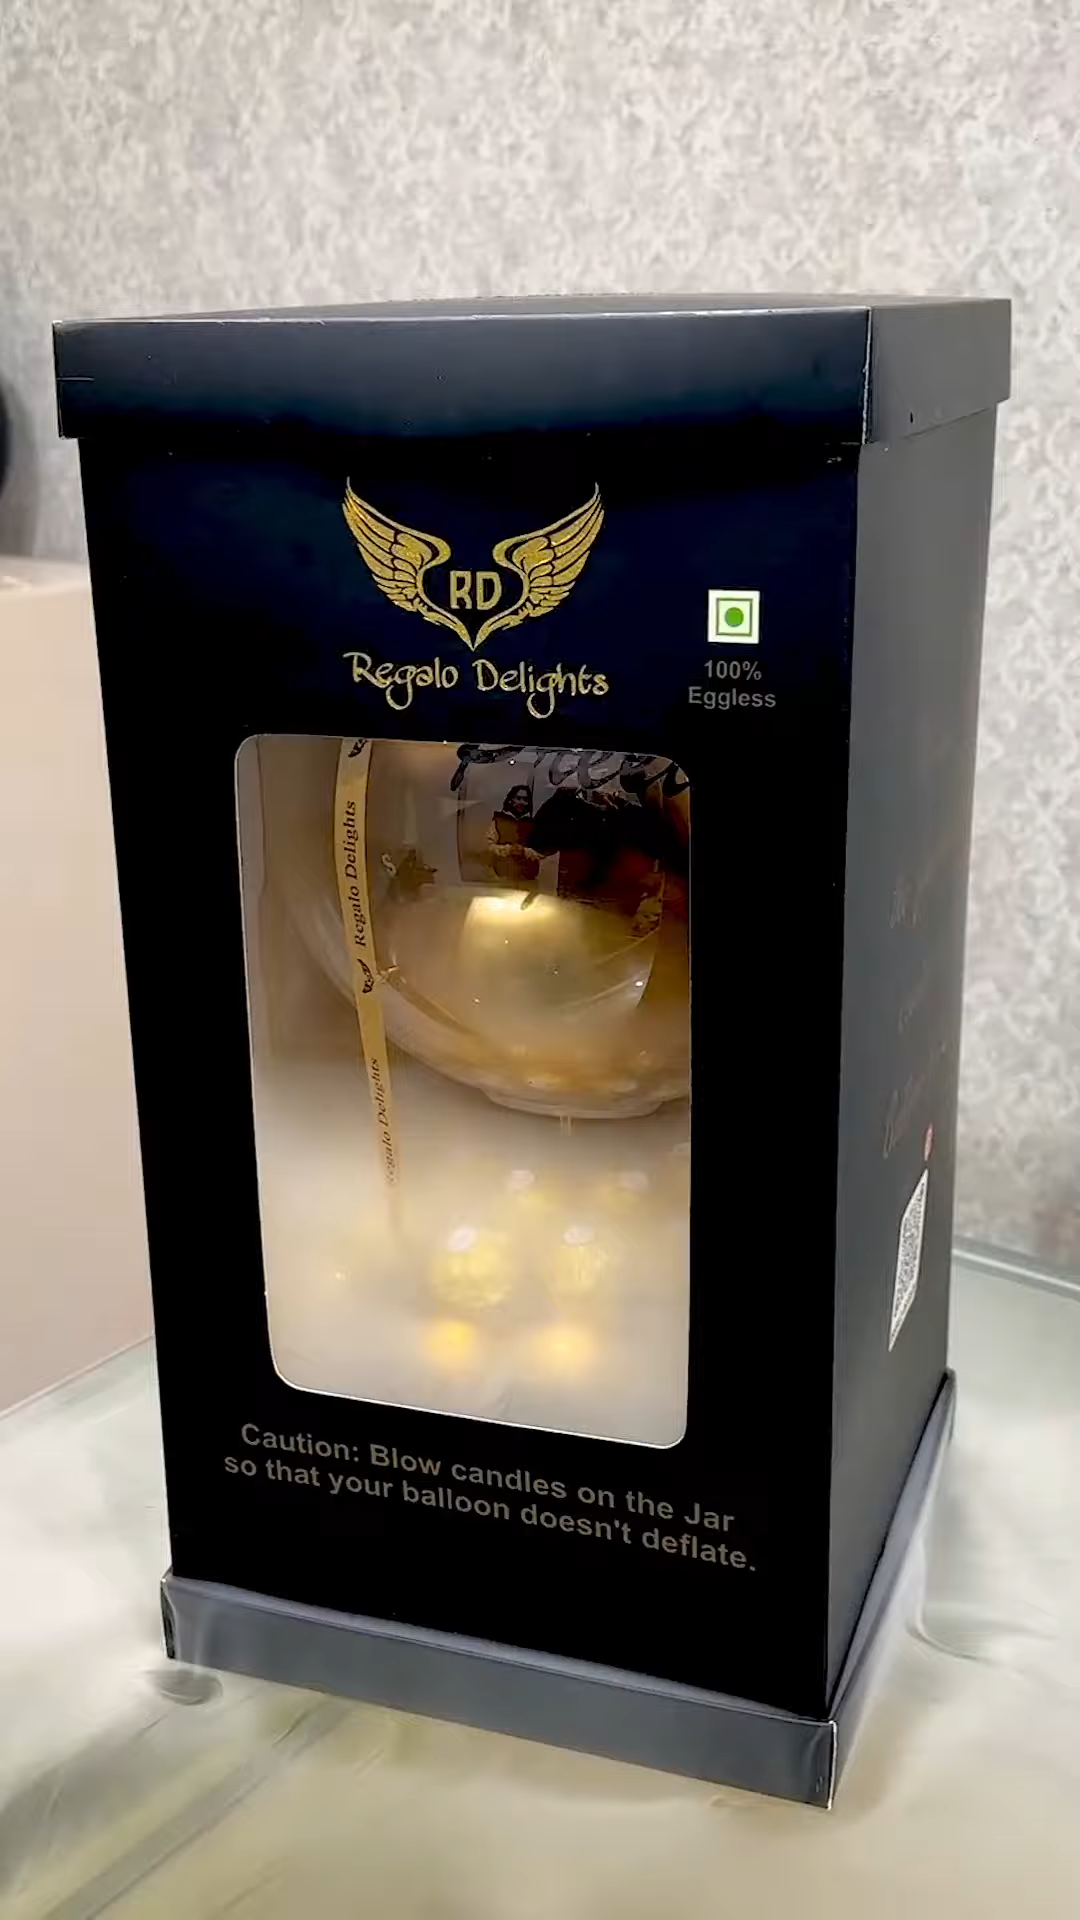 RD
Regalo Delights
100%
Eggless
Regalo Delights
Regalo Delights
Caution: Blow candles on the Jar
so that your balloon doesn't deflate.